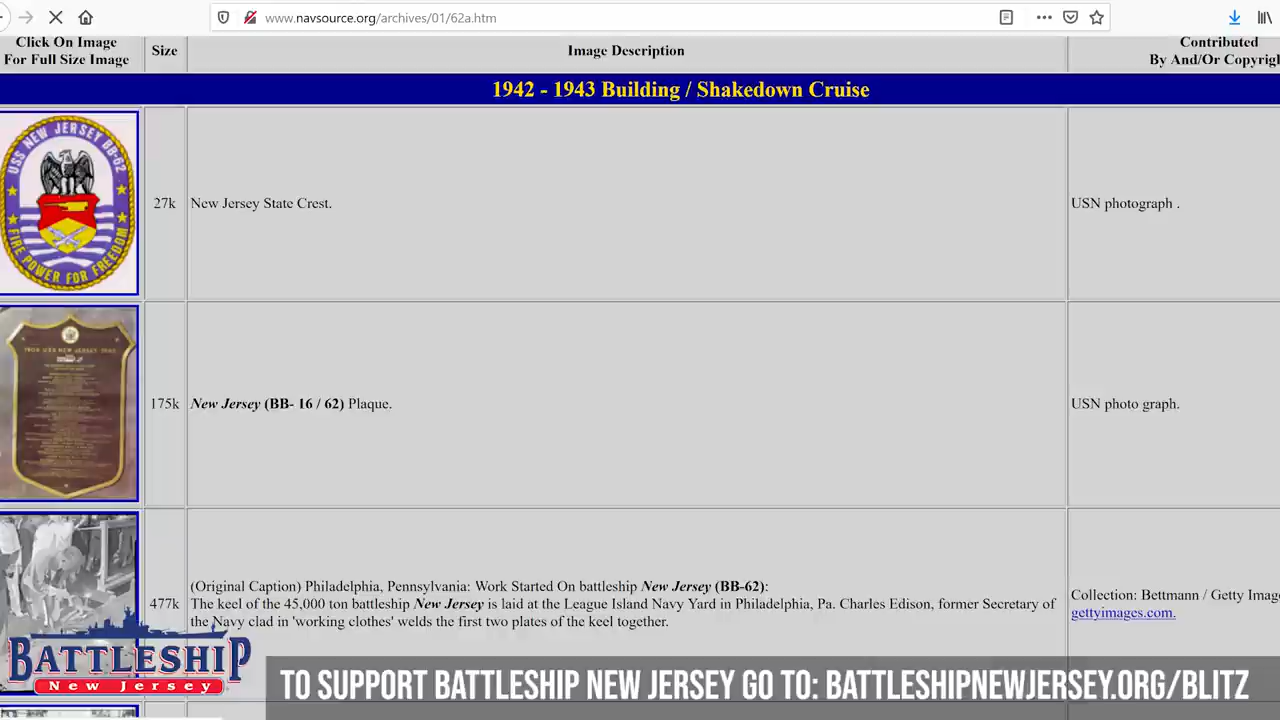 www.navsource.org/archives/01/62a.htm
Click On Image
For Full Size Image
Size
Image Description
Contributed
By And/Or Copyrigh
1942 - 1943 Building / Shakedown Cruise
USS NEW JERSEY BB-62
FIRE POWER FOR FREEDOM
27k
New Jersey State Crest.
USN photograph .
175k
New Jersey (BB- 16 / 62) Plaque.
USN photo graph.
477k
(Original Caption) Philadelphia, Pennsylvania: Work Started On battleship New Jersey (BB-62):
The keel of the 45,000 ton battleship New Jersey is laid at the League Island Navy Yard in Philadelphia, Pa. Charles Edison, former Secretary of
the Navy clad in 'working clothes' welds the first two plates of the keel together.
Collection: Bettmann / Getty Imag
gettyimages.com.
BATTLESHIP
New Jersey
TO SUPPORT BATTLESHIP NEW JERSEY GO TO: BATTLESHIPNEWJERSEY.ORG/BLITZ